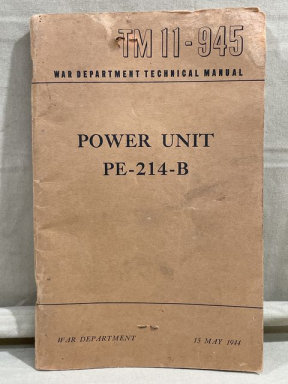 TM 11-945
WAR DEPARTMENT TECHNICAL MANUAL
POWER UNIT
PE-214-B
WAR DEPARTMENT 15 MAY 1944